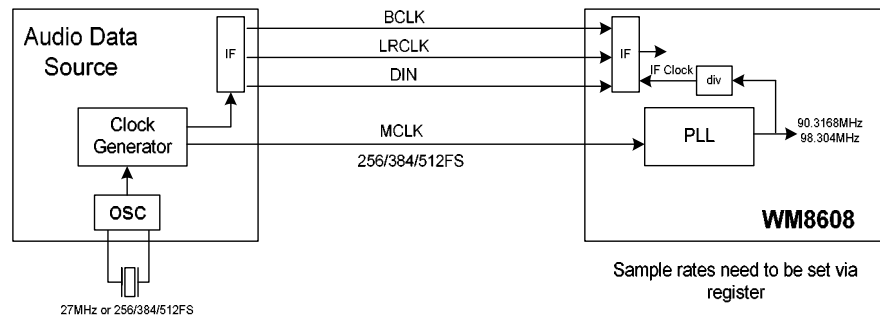 Audio Data
Source
IF
BCLK
LRCLK
DIN
IF
IF Clock
div
Clock
Generator
MCLK
256/384/512FS
PLL
90.3168MHz
98.304MHz
OSC
WM8608
27MHz or 256/384/512FS
Sample rates need to be set via
register